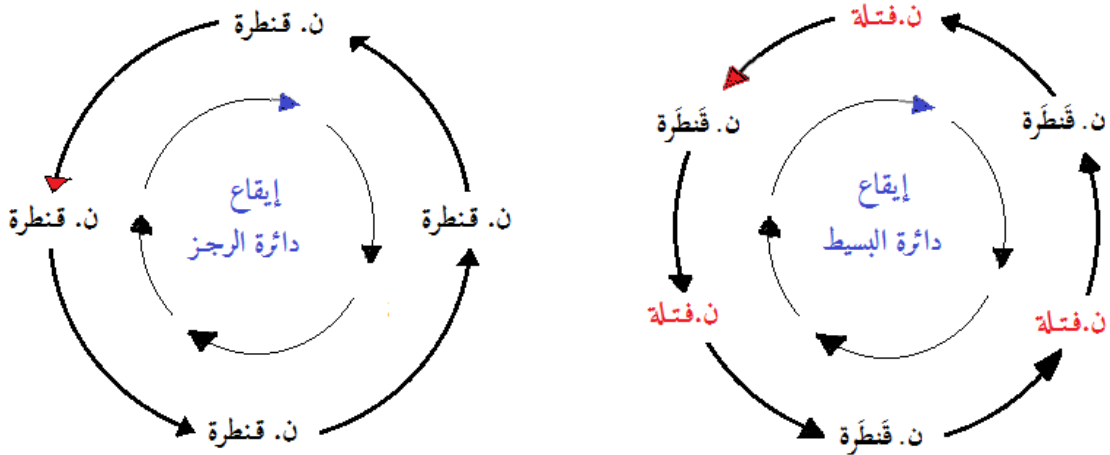 ن.فتلة
ن. قَنطَرة
ن. قَنطَرة
إيقاع
دائرة البسيط
ن.فتلة
ن.فتلة
ن. قَنطَرة
ن. قنطرة
إيقاع
دائرة الرجز
ن. قنطرة
ن. قنطرة
ن. قنطرة